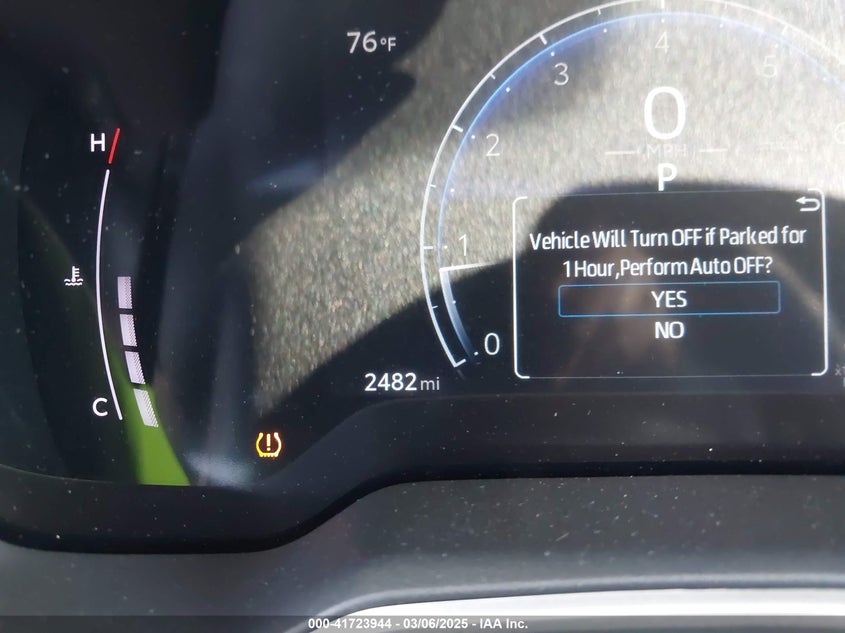 76°F
H
C
0
1
2
3
4
5
6
0
MPH
P
Vehicle Will Turn OFF if Parked for
1 Hour,Perform Auto OFF?
YES
NO
2482 mi
000-41723944 - 03/06/2025 - IAA Inc.